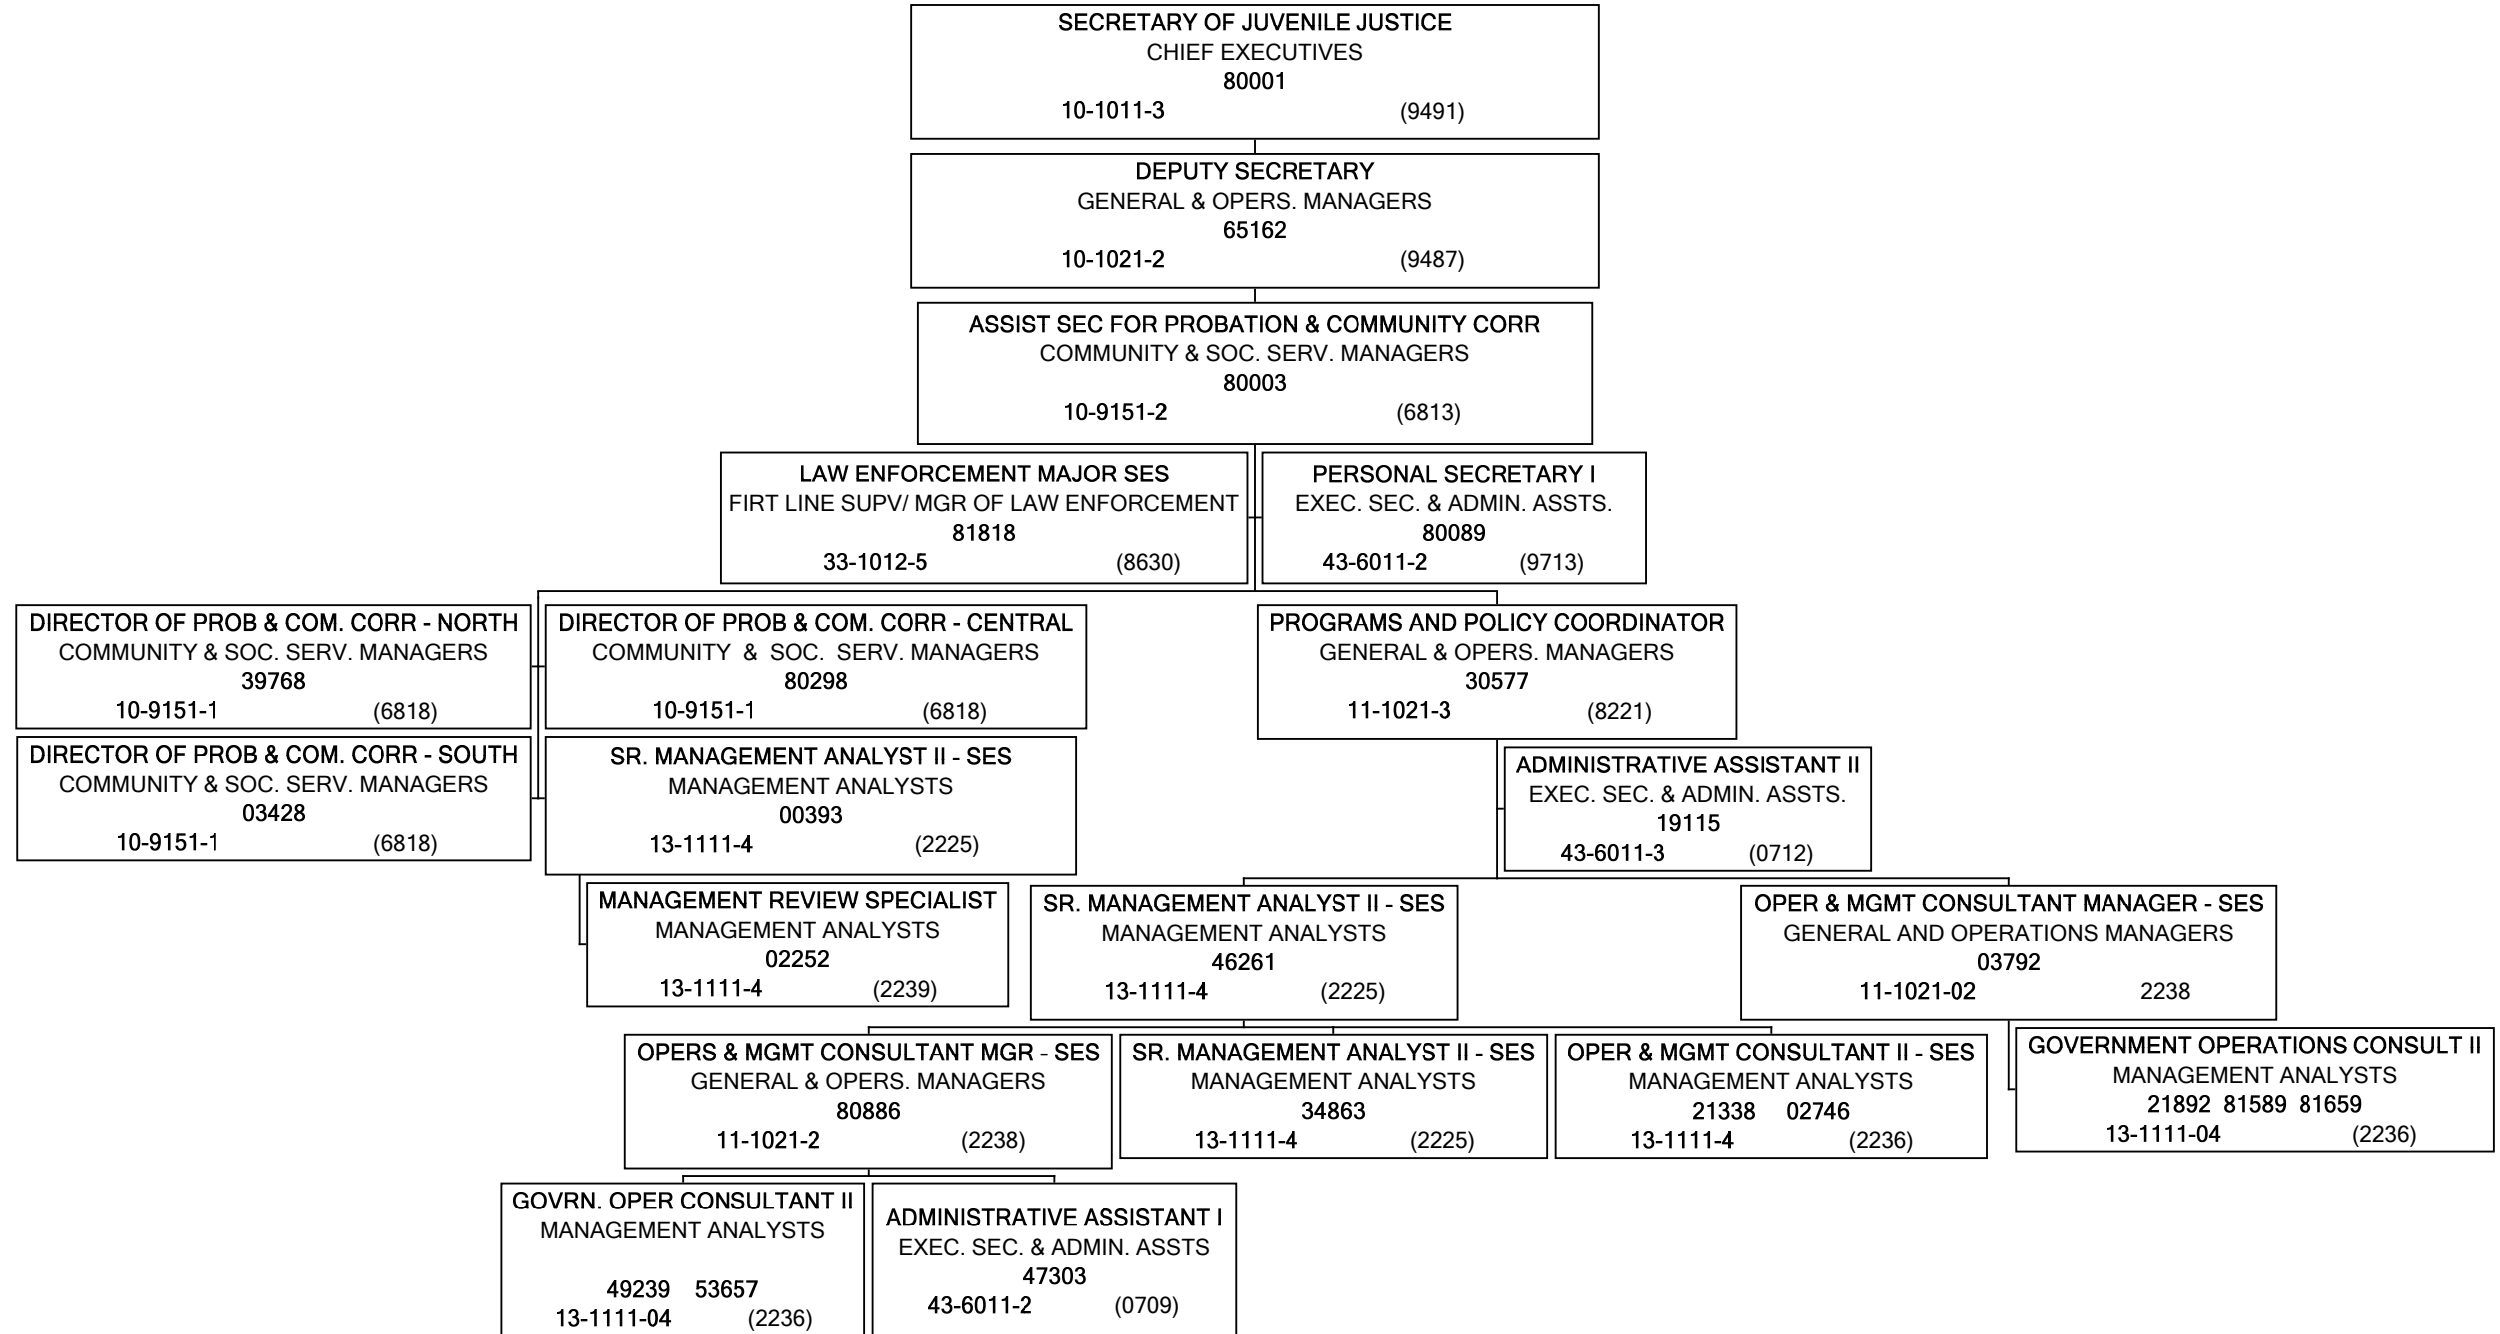 SECRETARY OF JUVENILE JUSTICE
CHIEF EXECUTIVES
80001
10-1011-3 (9491)
DEPUTY SECRETARY
GENERAL & OPERS. MANAGERS
65162
10-1021-2 (9487)
ASSIST SEC FOR PROBATION & COMMUNITY CORR
COMMUNITY & SOC. SERV. MANAGERS
80003
10-9151-2 (6813)
LAW ENFORCEMENT MAJOR SES
FIRT LINE SUPV/ MGR OF LAW ENFORCEMENT
81818
33-1012-5 (8630)
PERSONAL SECRETARY I
EXEC. SEC. & ADMIN. ASSTS.
80089
43-6011-2 (9713)
DIRECTOR OF PROB & COM. CORR - NORTH
COMMUNITY & SOC. SERV. MANAGERS
39768
10-9151-1 (6818)
DIRECTOR OF PROB & COM. CORR - CENTRAL
COMMUNITY & SOC. SERV. MANAGERS
80298
10-9151-1 (6818)
PROGRAMS AND POLICY COORDINATOR
GENERAL & OPERS. MANAGERS
30577
11-1021-3 (8221)
DIRECTOR OF PROB & COM. CORR - SOUTH
COMMUNITY & SOC. SERV. MANAGERS
03428
10-9151-1 (6818)
SR. MANAGEMENT ANALYST II - SES
MANAGEMENT ANALYSTS
00393
13-1111-4 (2225)
ADMINISTRATIVE ASSISTANT II
EXEC. SEC. & ADMIN. ASSTS.
19115
43-6011-3 (0712)
MANAGEMENT REVIEW SPECIALIST
MANAGEMENT ANALYSTS
02252
13-1111-4 (2239)
SR. MANAGEMENT ANALYST II - SES
MANAGEMENT ANALYSTS
46261
13-1111-4 (2225)
OPER & MGMT CONSULTANT MANAGER - SES
GENERAL AND OPERATIONS MANAGERS
03792
11-1021-02 2238
OPERS & MGMT CONSULTANT MGR - SES
GENERAL & OPERS. MANAGERS
80886
11-1021-2 (2238)
SR. MANAGEMENT ANALYST II - SES
MANAGEMENT ANALYSTS
34863
13-1111-4 (2225)
OPER & MGMT CONSULTANT II - SES
MANAGEMENT ANALYSTS
21338 02746
13-1111-4 (2236)
GOVERNMENT OPERATIONS CONSULT II
MANAGEMENT ANALYSTS
21892 81589 81659
13-1111-04 (2236)
GOVRN. OPER CONSULTANT II
MANAGEMENT ANALYSTS
49239 53657
13-1111-04 (2236)
ADMINISTRATIVE ASSISTANT I
EXEC. SEC. & ADMIN. ASSTS
47303
43-6011-2 (0709)